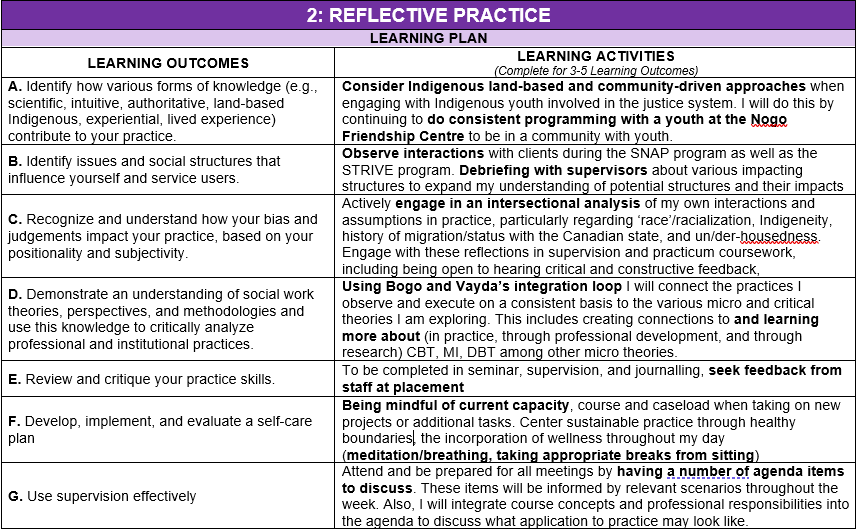 2: REFLECTIVE PRACTICE
LEARNING PLAN
LEARNING OUTCOMES
LEARNING ACTIVITIES
(Complete for 3-5 Learning Outcomes)
A. Identify how various forms of knowledge (e.g.,
scientific, intuitive, authoritative, land-based
Indigenous, experiential, lived experience)
contribute to your practice.
Consider Indigenous land-based and community-driven approaches when
engaging with Indigenous youth involved in the justice system. I will do this by
continuing to do consistent programming with a youth at the Nogo
Friendship Centre to be in a community with youth.
B. Identify issues and social structures that
influence yourself and service users.
Observe interactions with clients during the SNAP program as well as the
STRIVE program. Debriefing with supervisors about various impacting
structures to expand my understanding of potential structures and their impacts
C. Recognize and understand how your bias and
judgements impact your practice, based on your
positionality and subjectivity.
Actively engage in an intersectional analysis of my own interactions and
assumptions in practice, particularly regarding ‘race’/racialization, Indigeneity,
history of migration/status with the Canadian state, and un/der-housedness.
Engage with these reflections in supervision and practicum coursework,
including being open to hearing critical and constructive feedback,
D. Demonstrate an understanding of social work
theories, perspectives, and methodologies and
use this knowledge to critically analyze
professional and institutional practices.
Using Bogo and Vayda’s integration loop I will connect the practices I
observe and execute on a consistent basis to the various micro and critical
theories I am exploring. This includes creating connections to and learning
more about (in practice, through professional development, and through
research) CBT, MI, DBT among other micro theories.
E. Review and critique your practice skills.
To be completed in seminar, supervision, and journalling, seek feedback from
staff at placement
F. Develop, implement, and evaluate a self-care
plan
Being mindful of current capacity, course and caseload when taking on new
projects or additional tasks. Center sustainable practice through healthy
boundaries, the incorporation of wellness throughout my day
(meditation/breathing, taking appropriate breaks from sitting)
G. Use supervision effectively
Attend and be prepared for all meetings by having a number of agenda items
to discuss. These items will be informed by relevant scenarios throughout the
week. Also, I will integrate course concepts and professional responsibilities into
the agenda to discuss what application to practice may look like.